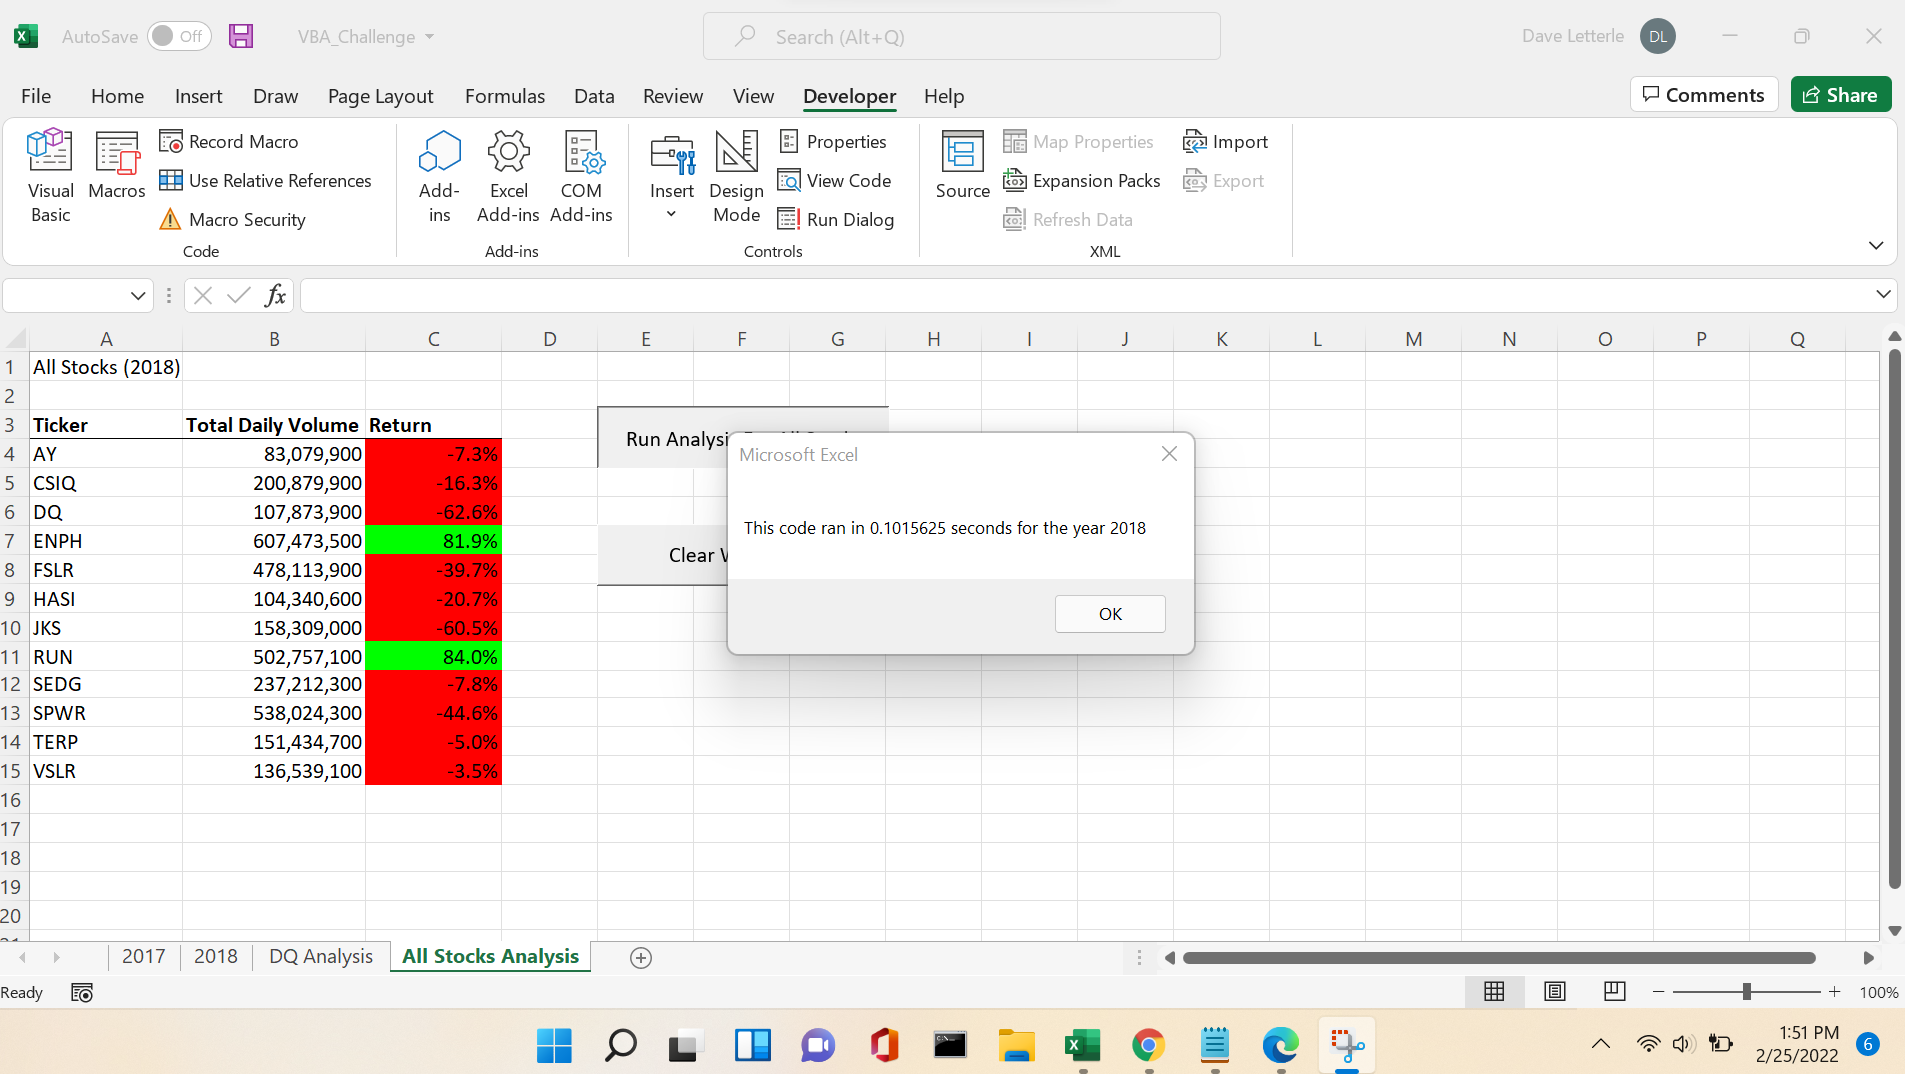 AutoSave Off VBA_Challenge Search (Alt+Q) Dave Letterle DL
File Home Insert Draw Page Layout Formulas Data Review View Developer Help Comments Share
Visual Basic
Macros
Record Macro
Use Relative References
Macro Security
Code
Add-ins
Excel Add-ins
COM Add-ins
Add-ins
Insert
Design Mode
Properties
View Code
Run Dialog
Controls
Source
Map Properties
Expansion Packs
Refresh Data
Import
Export
XML
fx
A B C D E F G H I J K L M N O P Q
1 All Stocks (2018)
2
3 Ticker Total Daily Volume Return
4 AY 83,079,900 -7.3%
5 CSIQ 200,879,900 -16.3%
6 DQ 107,873,900 -62.6%
7 ENPH 607,473,500 81.9%
8 FSLR 478,113,900 -39.7%
9 HASI 104,340,600 -20.7%
10 JKS 158,309,000 -60.5%
11 RUN 502,757,100 84.0%
12 SEDG 237,212,300 -7.8%
13 SPWR 538,024,300 -44.6%
14 TERP 151,434,700 -5.0%
15 VSLR 136,539,100 -3.5%
16
17
18
19
20
Run Analysi
Clear
Microsoft Excel
This code ran in 0.1015625 seconds for the year 2018
OK
2017 2018 DQ Analysis All Stocks Analysis
Ready 100%
1:51 PM
2/25/2022
6